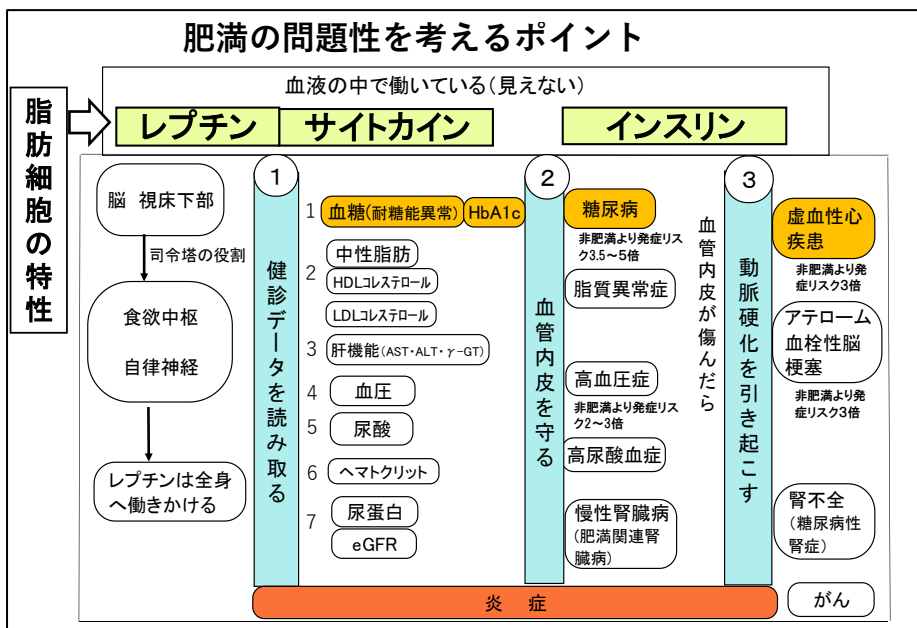 肥満の問題性を考えるポイント
血液の中で働いている(見えない)
脂肪細胞の特性
レプチン
サイトカイン
インスリン
脳 視床下部
司令塔の役割
食欲中枢
自律神経
レプチンは全身
へ働きかける
1
健診データを読み取る
1 血糖(耐糖能異常) HbA1c
2 中性脂肪
HDLコレステロール
LDLコレステロール
3 肝機能(AST・ALT・γ-GT)
4 血圧
5 尿酸
6 ヘマトクリット
7 尿蛋白
eGFR
2
血管内皮を守る
糖尿病
非肥満より発症リス
ク3.5~5倍
脂質異常症
高血圧症
非肥満より発症リス
ク2~3倍
高尿酸血症
慢性腎臓病
(肥満関連腎
臓病)
血管内皮が傷んだら
3
動脈硬化を引き起こす
虚血性心
疾患
非肥満より発
症リスク3倍
アテローム
血栓性脳
梗塞
非肥満より発
症リスク3倍
腎不全
(糖尿病性
腎症)
がん
炎 症